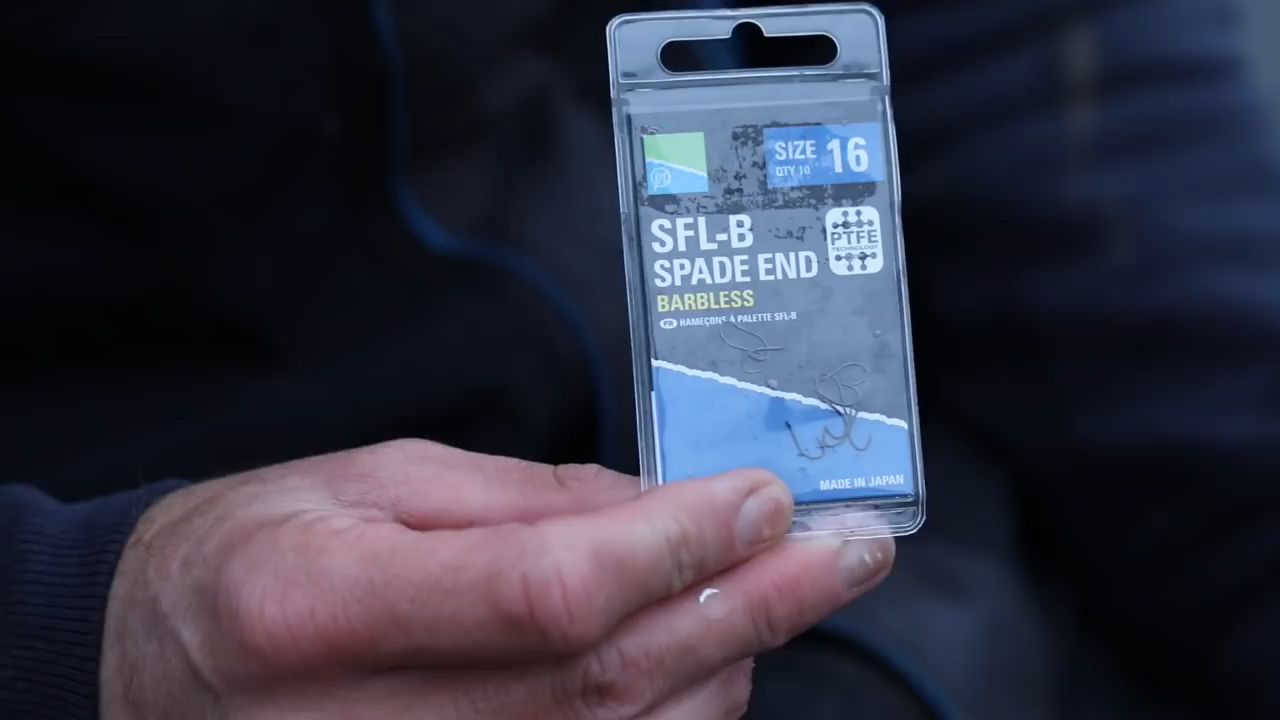 SIZE 16
QTY 10
SFL-B
PTFE
TECHNOLOGY
SPADE END
BARBLESS
FR HAMEÇONS À PALETTE SFL-B
MADE IN JAPAN